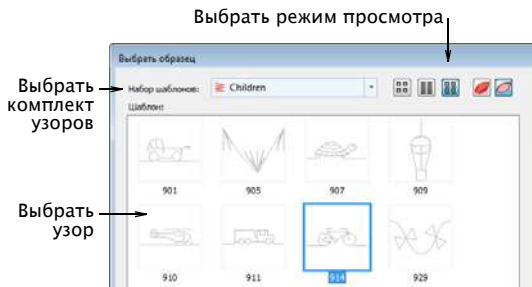 Выбрать режим просмотра
Выбрать образец
Выбрать
комплект
узоров
Набор шаблонов:
Children
Шаблон:
901
905
907
909
Выбрать
узор
910
911
914
929